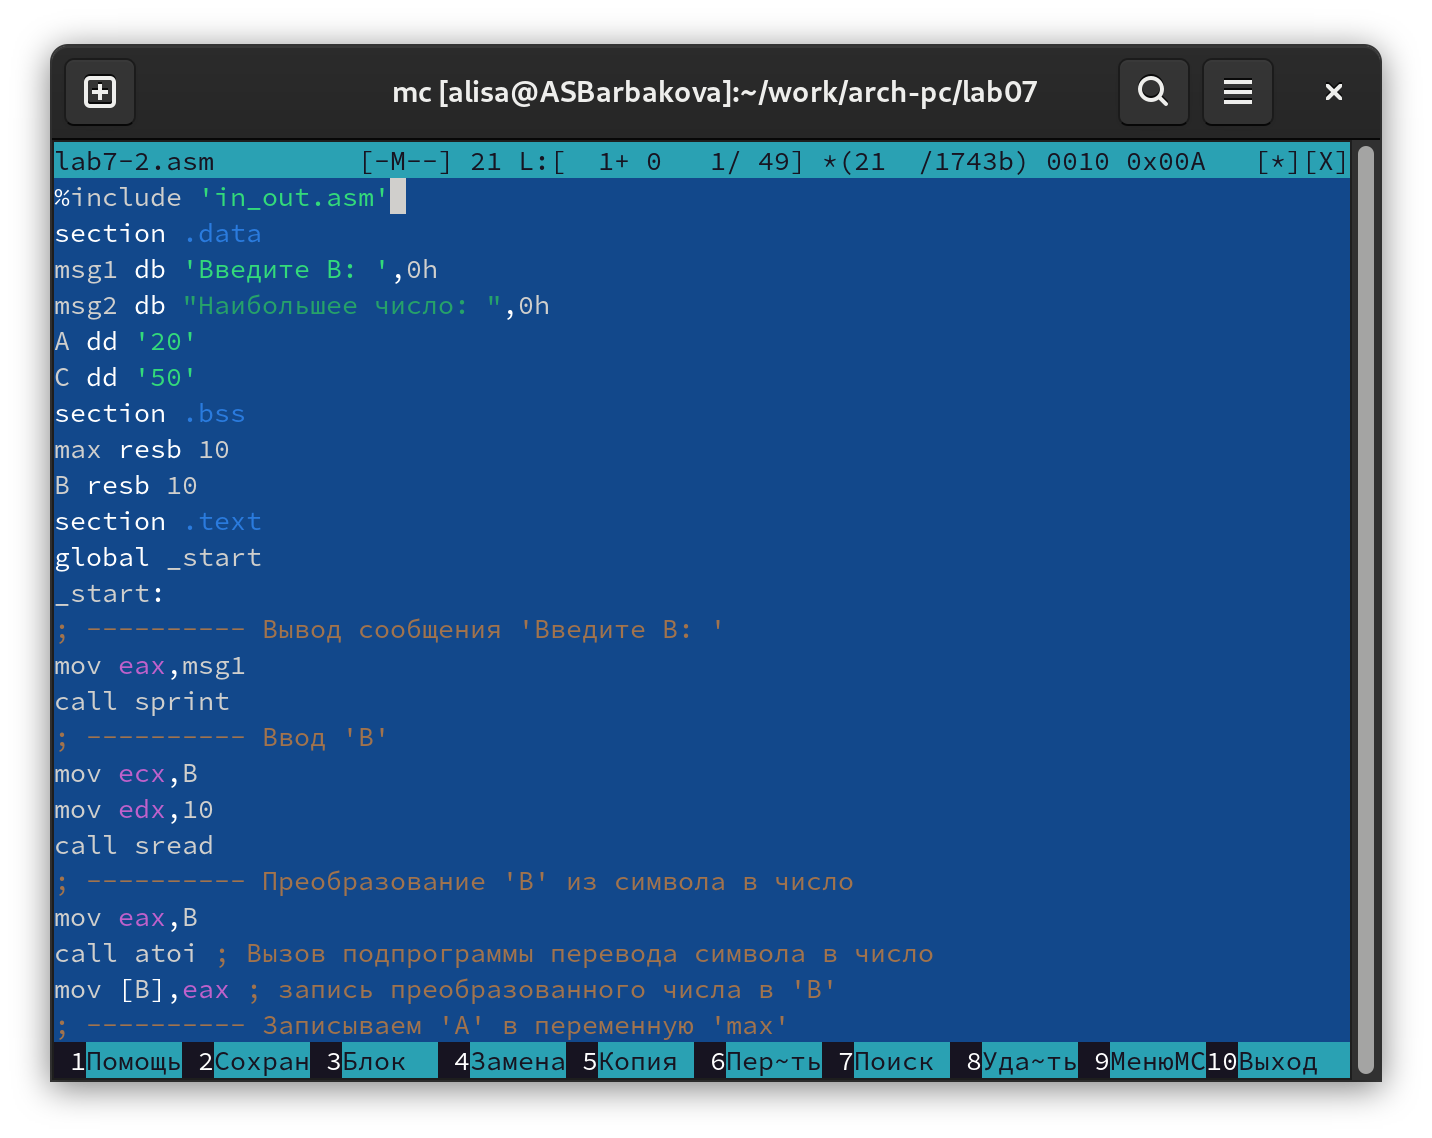 mc [alisa@ASBarbakova]:~/work/arch-pc/lab07
lab7-2.asm         [-M--] 21 L:[  1+ 0   1/ 49] *(21  /1743b) 0010 0x00A   [*][X]
%include 'in_out.asm'
section .data
msg1 db 'Введите B: ',0h
msg2 db "Наибольшее число: ",0h
A dd '20'
C dd '50'
section .bss
max resb 10
B resb 10
section .text
global _start
_start:
; ---------- Вывод сообщения 'Введите B: '
mov eax,msg1
call sprint
; ---------- Ввод 'B'
mov ecx,B
mov edx,10
call sread
; ---------- Преобразование 'B' из символа в число
mov eax,B
call atoi ; Вызов подпрограммы перевода символа в число
mov [B],eax ; запись преобразованного числа в 'B'
; ---------- Записываем 'A' в переменную 'max'
1Помощь 2Сохран 3Блок 4Замена 5Копия 6Пер~ть 7Поиск 8Уда~ть 9МенюMC 10Выход